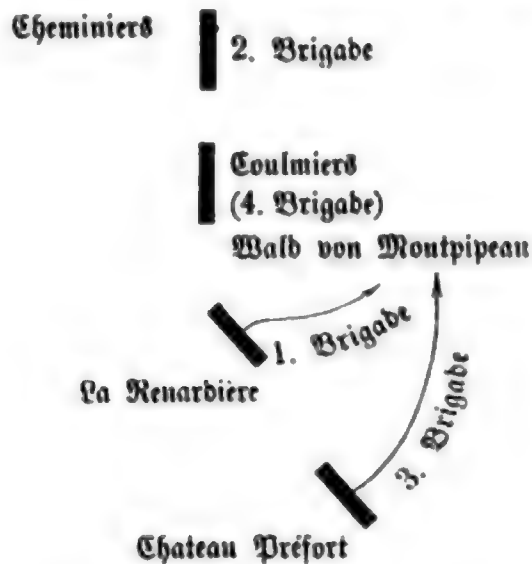 Cheminiers
2. Brigade
Coulmiers
(4. Brigade)
Wald von Montpipeau
1. Brigade
La Renardière
3. Brigade
Chateau Préfort